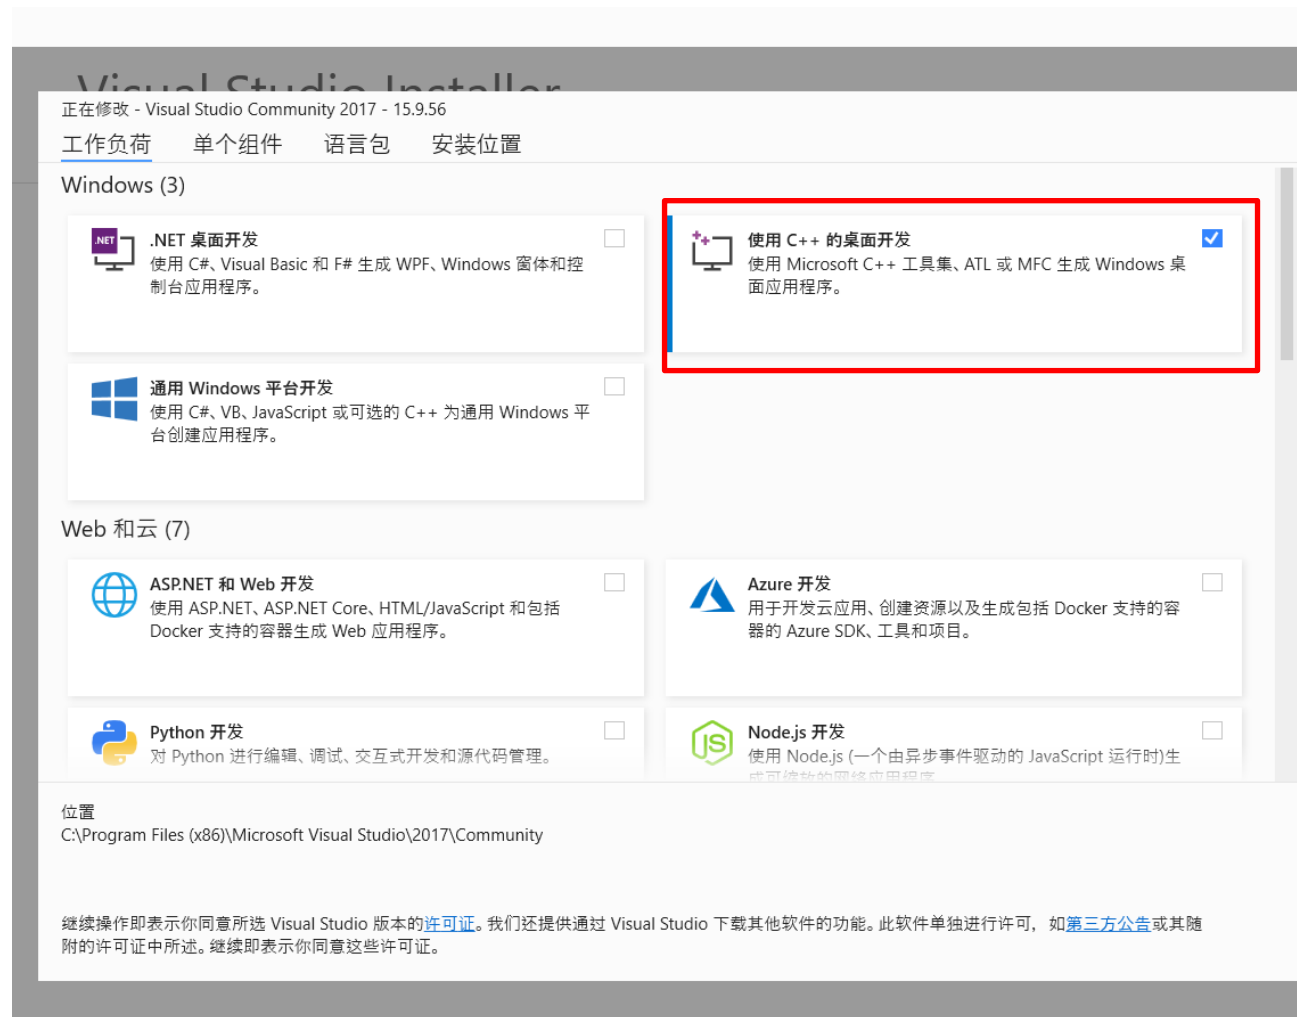 Visual Studio Installer
正在修改 - Visual Studio Community 2017 - 15.9.56
工作负荷 单个组件 语言包 安装位置
Windows (3)
.NET
.NET 桌面开发
使用 C#、Visual Basic 和 F# 生成 WPF、Windows 窗体和控
制台应用程序。
使用 C++ 的桌面开发
使用 Microsoft C++ 工具集、ATL 或 MFC 生成 Windows 桌
面应用程序。
通用 Windows 平台开发
使用 C#、VB、JavaScript 或可选的 C++ 为通用 Windows 平
台创建应用程序。
Web 和云 (7)
ASP.NET 和 Web 开发
使用 ASP.NET、ASP.NET Core、HTML/JavaScript 和包括
Docker 支持的容器生成 Web 应用程序。
Azure 开发
用于开发云应用、创建资源以及生成包括 Docker 支持的容
器的 Azure SDK、工具和项目。
Python 开发
对 Python 进行编辑、调试、交互式开发和源代码管理。
JS
Node.js 开发
使用 Node.js (一个由异步事件驱动的 JavaScript 运行时)生
成可缩放的网络应用程序
位置
C:\Program Files (x86)\Microsoft Visual Studio\2017\Community
继续操作即表示你同意所选 Visual Studio 版本的许可证。我们还提供通过 Visual Studio 下载其他软件的功能。此软件单独进行许可，如第三方公告或其随
附的许可证中所述。继续即表示你同意这些许可证。